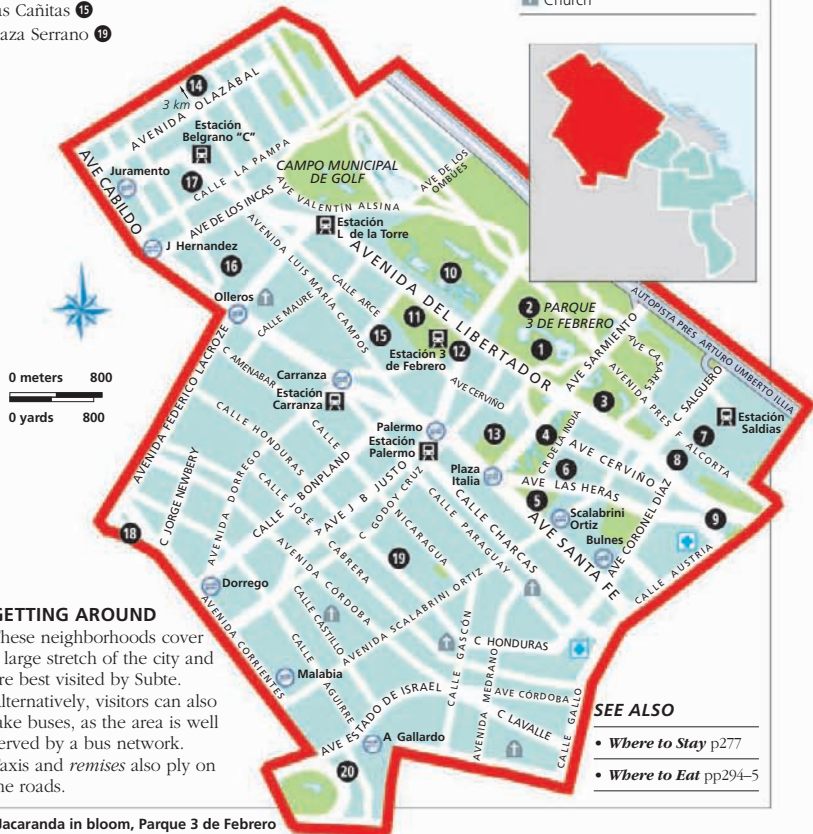 as Cañitas 15
aza Serrano 19
Church
14
3 km
AVENIDA OLAZÁBAL
Estación
Belgrano "C"
Juramento
17
CALLE LA PAMPA
CAMPO MUNICIPAL
DE GOLF
AVE DE LOS
OMBÚES
AVE CABILDO
AVE DE LOS INCAS
AVE VALENTÍN ALSINA
J Hernandez
Estación
L de la Torre
16
AVENIDA LUIS MARÍA CAMPOS
AVENIDA DEL LIBERTADOR
10
Olleros
CALLE MAURE
CALLE ARCE
11
2
PARQUE
3 DE FEBRERO
AUTOPISTA PRES. ARTURO UMBERTO ILLIA
15
Estación 3
de Febrero
12
1
AVE SARMIENTO
AVE CASARES
AVENIDA PRES F ALCORTA
C SALGUERO
0 meters 800
0 yards 800
AVENIDA FEDERICO LACROZE
C AMENABAR
Carranza
Estación
Carranza
AVE CERVIÑO
3
Estación
Saldias
7
CALLE HONDURAS
CALLE BONPLAND
Palermo
Estación
Palermo
13
4
CR DE LA INDIA
AVE CERVIÑO
8
6
Plaza
Italia
AVE LAS HERAS
C JORGE NEWBERY
AVENIDA DORREGO
CALLE JOSÉ A CABRERA
AVE J B JUSTO
C GODOY CRUZ
NICARAGUA
CALLE PARAGUAY
CALLE CHARCAS
5
AVE SANTA FE
Scalabrini
Ortiz
Bulnes
AVE CORONEL DÍAZ
9
18
CALLE AUSTRIA
19
AVENIDA CÓRDOBA
Dorrego
CALLE CASTILLO
AVENIDA SCALABRINI ORTIZ
AVENIDA CORRIENTES
CALLE AGUIRRE
CALLE GASCÓN
C HONDURAS
Malabia
AVENIDA MEDRANO
AVE CÓRDOBA
AVE ESTADO DE ISRAEL
C LAVALLE
CALLE GALLO
A Gallardo
20
GETTING AROUND
hese neighborhoods cover
large stretch of the city and
re best visited by Subte.
lternatively, visitors can also
ake buses, as the area is well
erved by a bus network.
axis and remises also ply on
he roads.
SEE ALSO
• Where to Stay p277
• Where to Eat pp294–5
Jacaranda in bloom, Parque 3 de Febrero